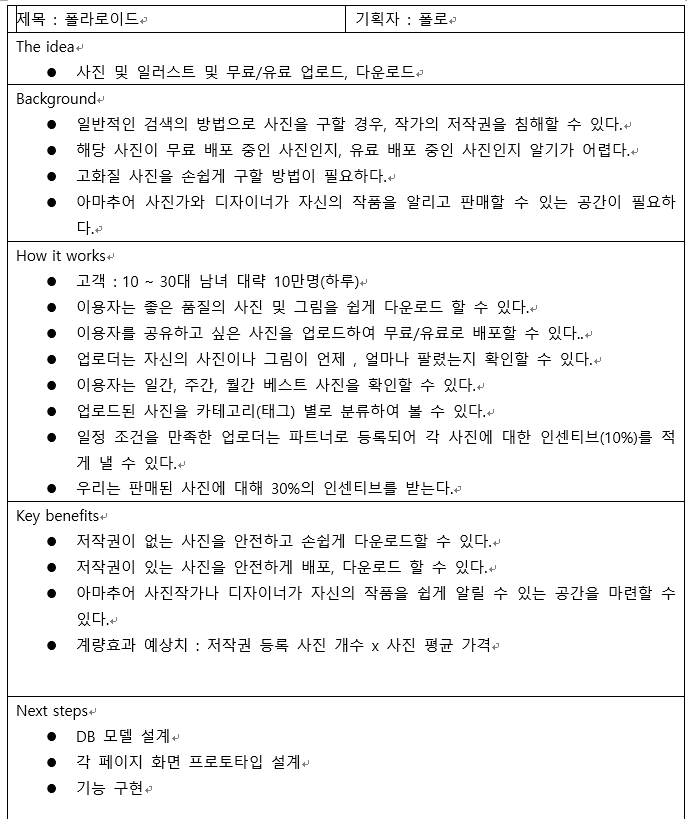 제목 : 폴라로이드
기획자 : 폴로
The idea
● 사진 및 일러스트 및 무료/유료 업로드, 다운로드
Background
● 일반적인 검색의 방법으로 사진을 구할 경우, 작가의 저작권을 침해할 수 있다.
● 해당 사진이 무료 배포 중인 사진인지, 유료 배포 중인 사진인지 알기가 어렵다.
● 고화질 사진을 손쉽게 구할 방법이 필요하다.
● 아마추어 사진가와 디자이너가 자신의 작품을 알리고 판매할 수 있는 공간이 필요하
다.
How it works
● 고객 : 10 ~ 30대 남녀 대략 10만명(하루)
● 이용자는 좋은 품질의 사진 및 그림을 쉽게 다운로드 할 수 있다.
● 이용자를 공유하고 싶은 사진을 업로드하여 무료/유료로 배포할 수 있다..
● 업로더는 자신의 사진이나 그림이 언제 , 얼마나 팔렸는지 확인할 수 있다.
● 이용자는 일간, 주간, 월간 베스트 사진을 확인할 수 있다.
● 업로드된 사진을 카테고리(태그) 별로 분류하여 볼 수 있다.
● 일정 조건을 만족한 업로더는 파트너로 등록되어 각 사진에 대한 인센티브(10%)를 적
게 낼 수 있다.
● 우리는 판매된 사진에 대해 30%의 인센티브를 받는다.
Key benefits
● 저작권이 없는 사진을 안전하고 손쉽게 다운로드할 수 있다.
● 저작권이 있는 사진을 안전하게 배포, 다운로드 할 수 있다.
● 아마추어 사진작가나 디자이너가 자신의 작품을 쉽게 알릴 수 있는 공간을 마련할 수
있다.
● 계량효과 예상치 : 저작권 등록 사진 개수 x 사진 평균 가격
Next steps
● DB 모델 설계
● 각 페이지 화면 프로토타입 설계
● 기능 구현